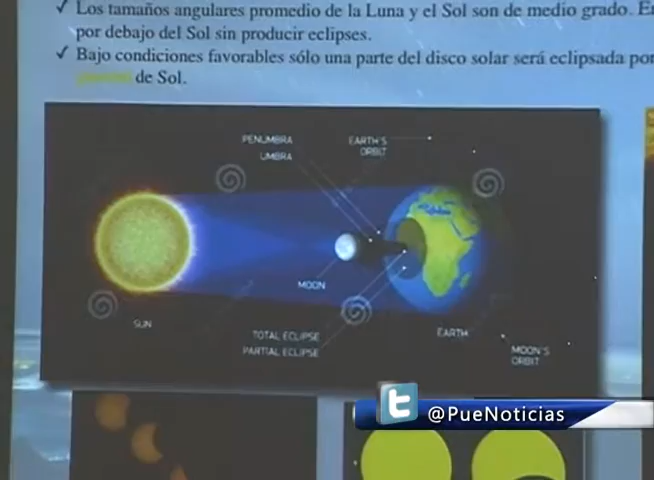 ✓ Los tamaños angulares promedio de la Luna y el Sol son de medio grado.
por debajo del Sol sin producir eclipses.
✓ Bajo condiciones favorables sólo una parte del disco solar será eclipsada por
de Sol.
PENUMBRA
UMBRA
EARTH'S
ORBIT
MOON
SUN
TOTAL ECLIPSE
PARTIAL ECLIPSE
EARTH
MOON'S
ORBIT
@PueNoticias